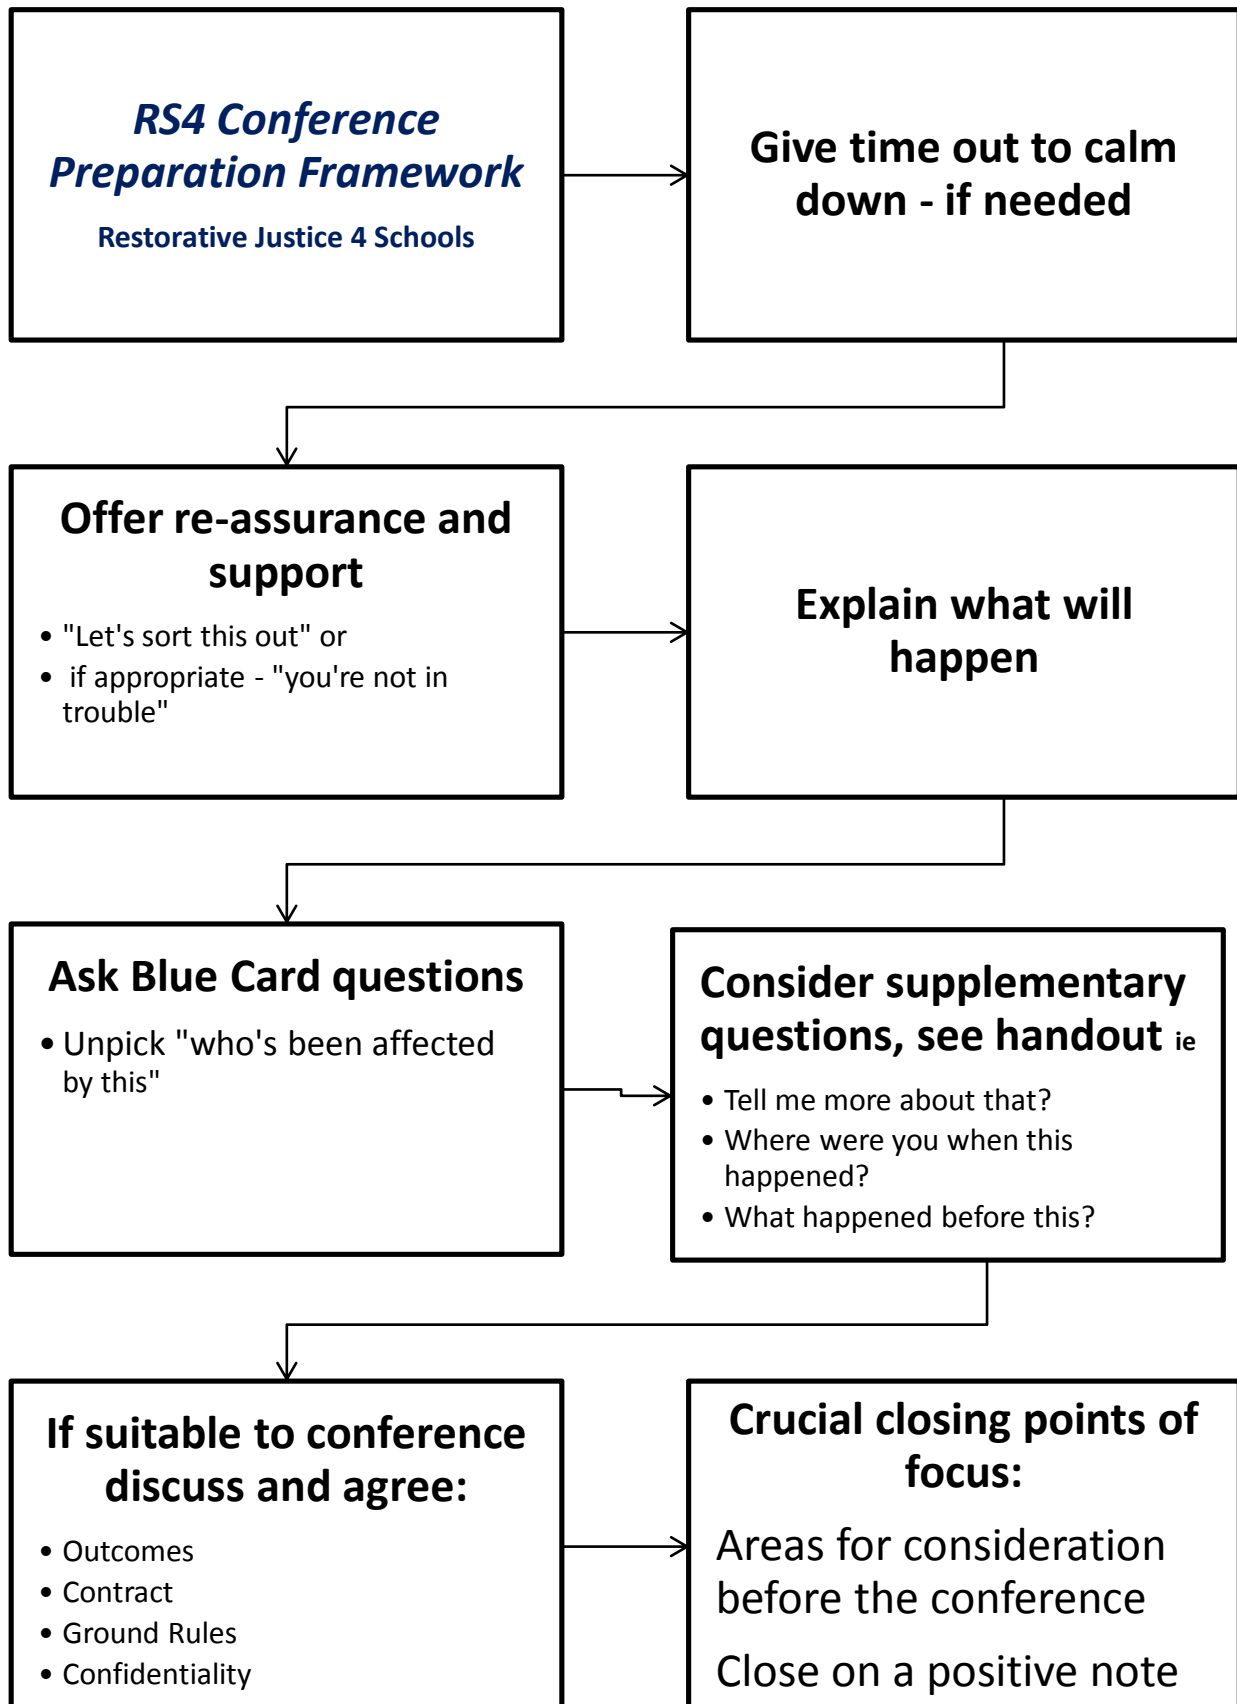 RS4 Conference
Preparation Framework
Restorative Justice 4 Schools
Give time out to calm
down - if needed
Offer re-assurance and
support
• "Let's sort this out" or
• if appropriate - "you're not in
trouble"
Explain what will
happen
Ask Blue Card questions
• Unpick "who's been affected
by this"
Consider supplementary
questions, see handout ie
• Tell me more about that?
• Where were you when this
happened?
• What happened before this?
If suitable to conference
discuss and agree:
• Outcomes
• Contract
• Ground Rules
• Confidentiality
Crucial closing points of
focus:
Areas for consideration
before the conference
Close on a positive note